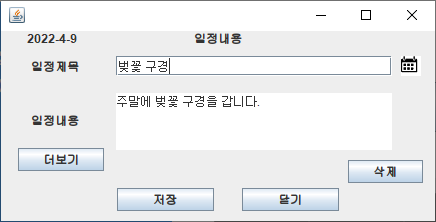 2022-4-9 일정내용
일정제목 벚꽃 구경
일정내용 주말에 벚꽃 구경을 갑니다.
더보기
삭제
저장 닫기